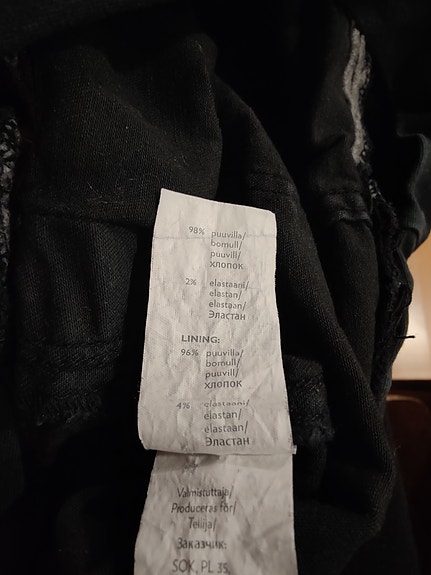 98% puuvilla/
bomull/
puuvill/
хлопок
2% elastaani/
elastan/
elastaan/
Эластан
LINING:
96% puuvilla/
bomull/
puuvill/
хлопок
4% elastaani/
elastan/
elastaan/
Эластан
Valmistuttaja/
Produceras för/
Tellija/
Заказчик:
SOK, PL 35,